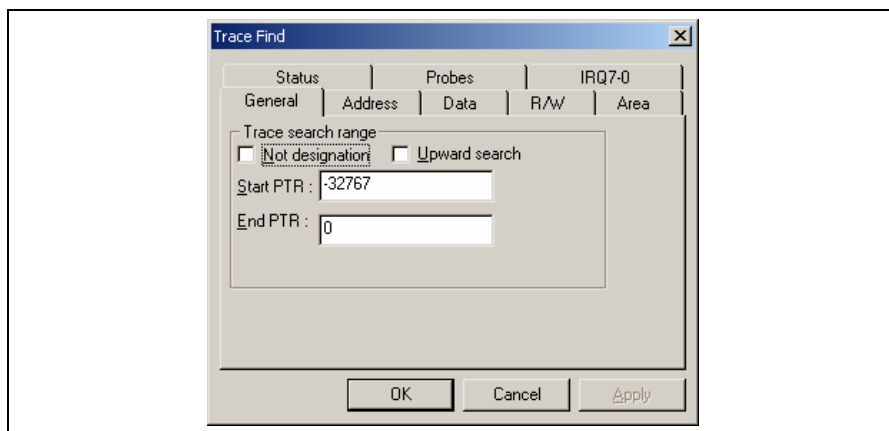 Trace Find
Status Probes IRQ7-0
General Address Data R/W Area
Trace search range
Not designation Upward search
Start PTR : -32767
End PTR : 0
OK Cancel Apply